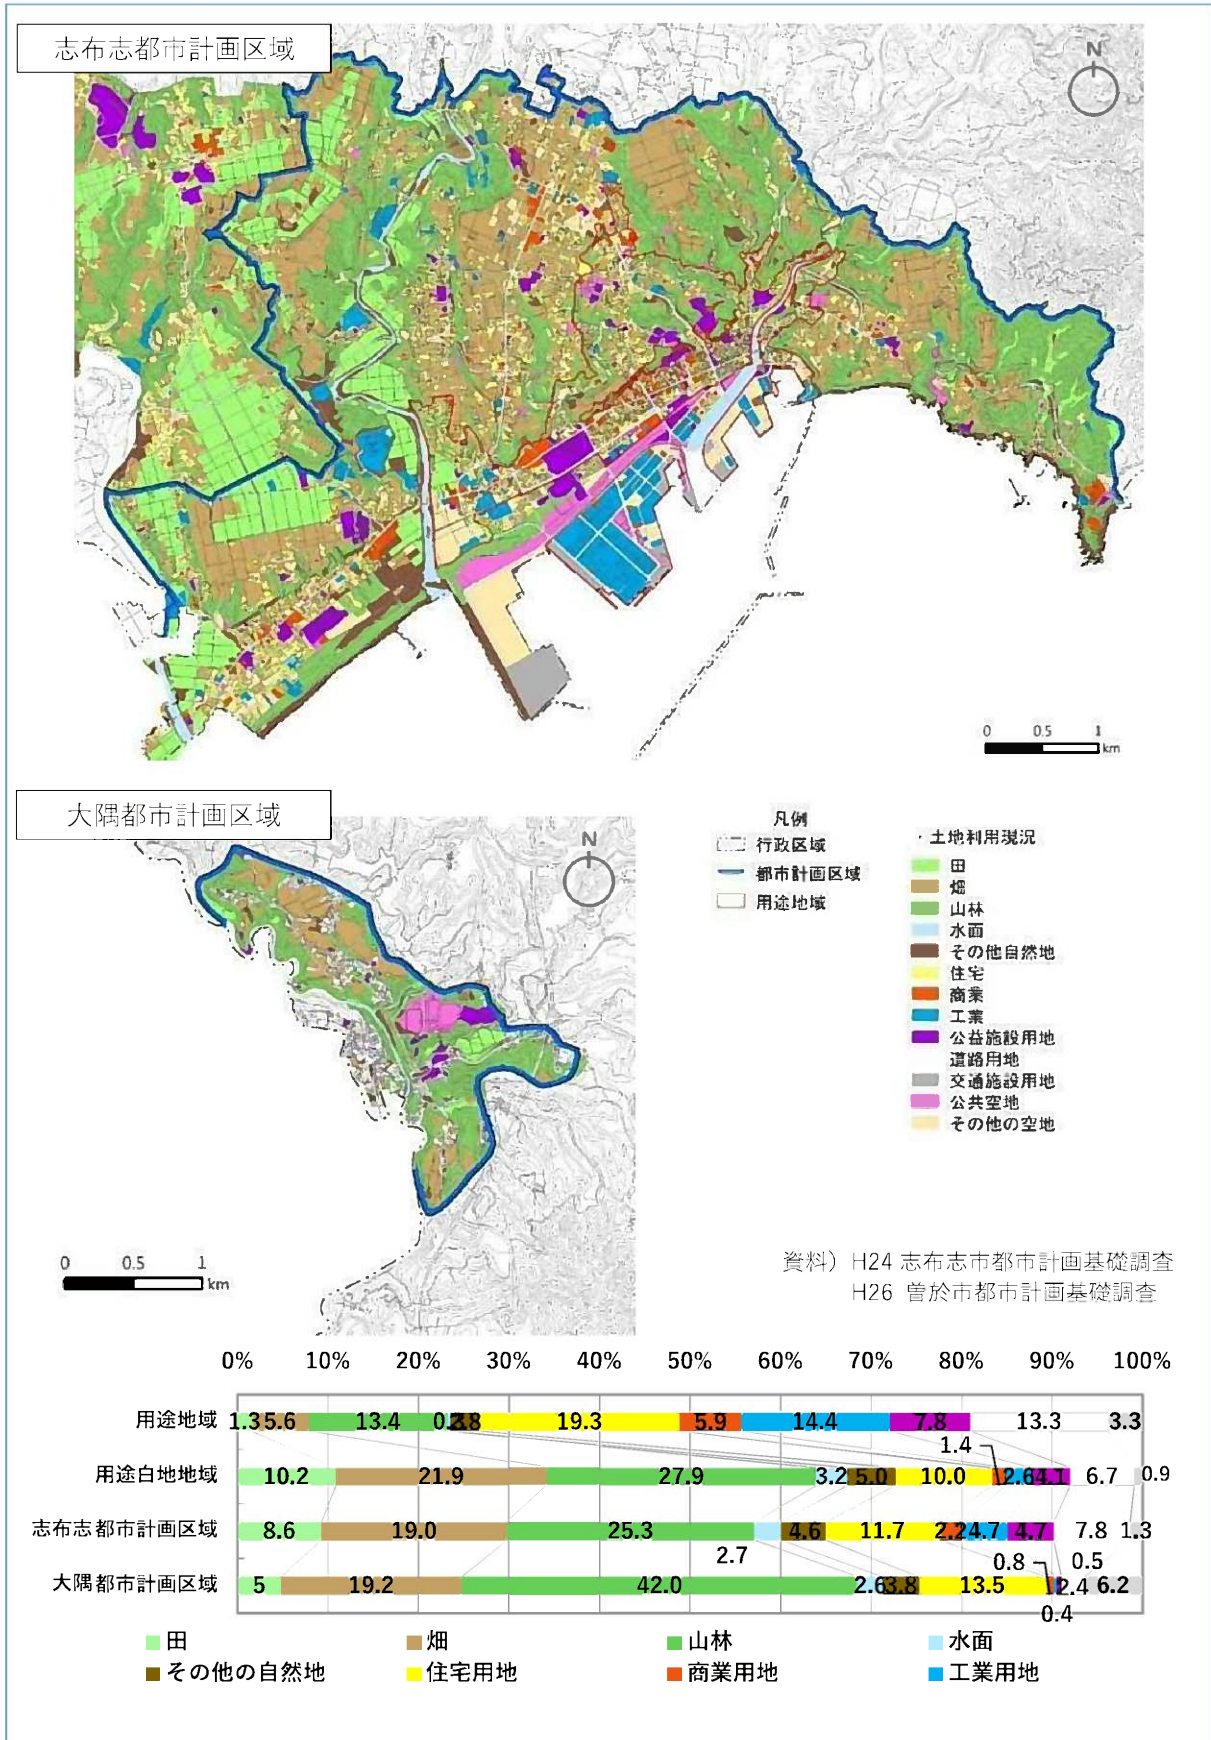 志布志都市計画区域
N
0 0.5 1
km
大隅都市計画区域
N
0 0.5 1
km
凡例
行政区域
都市計画区域
用途地域
・土地利用現況
田
畑
山林
水面
その他自然地
住宅
商業
工業
公益施設用地
道路用地
交通施設用地
公共空地
その他の空地
資料）H24 志布志市都市計画基礎調査
H26 曽於市都市計画基礎調査
0% 10% 20% 30% 40% 50% 60% 70% 80% 90% 100%
用途地域 1.3 5.6 13.4 19.3 5.9 14.4 7.8 13.3 3.3
1.4
用途白地地域 10.2 21.9 27.9 3.2 5.0 10.0 2.6 4.1 6.7 0.9
志布志都市計画区域 8.6 19.0 25.3 4.6 11.7 2.2 4.7 4.7 7.8 1.3
2.7
0.8 0.5
大隅都市計画区域 5 19.2 42.0 2.6 3.8 13.5 2.4 6.2
0.4
田 畑 山林 水面
その他の自然地 住宅用地 商業用地 工業用地